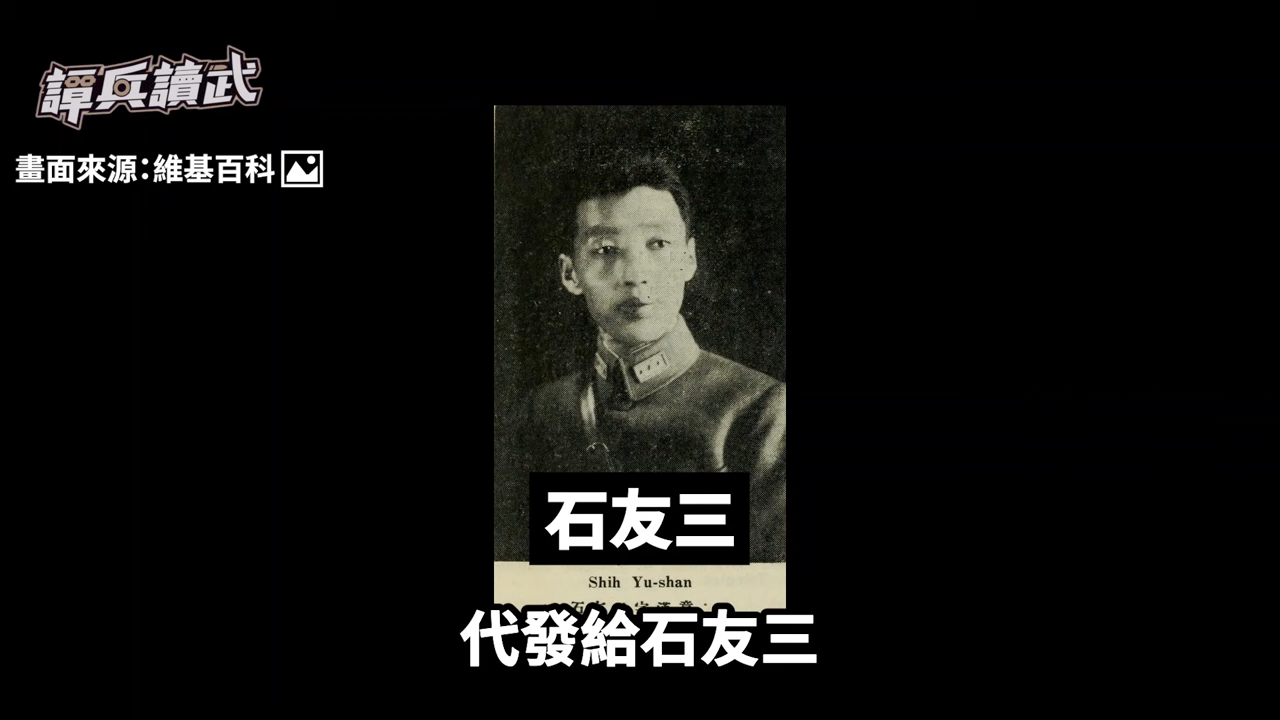 譚兵讀武
畫面來源：維基百科
石友三
Shih Yu-shan
代發給石友三